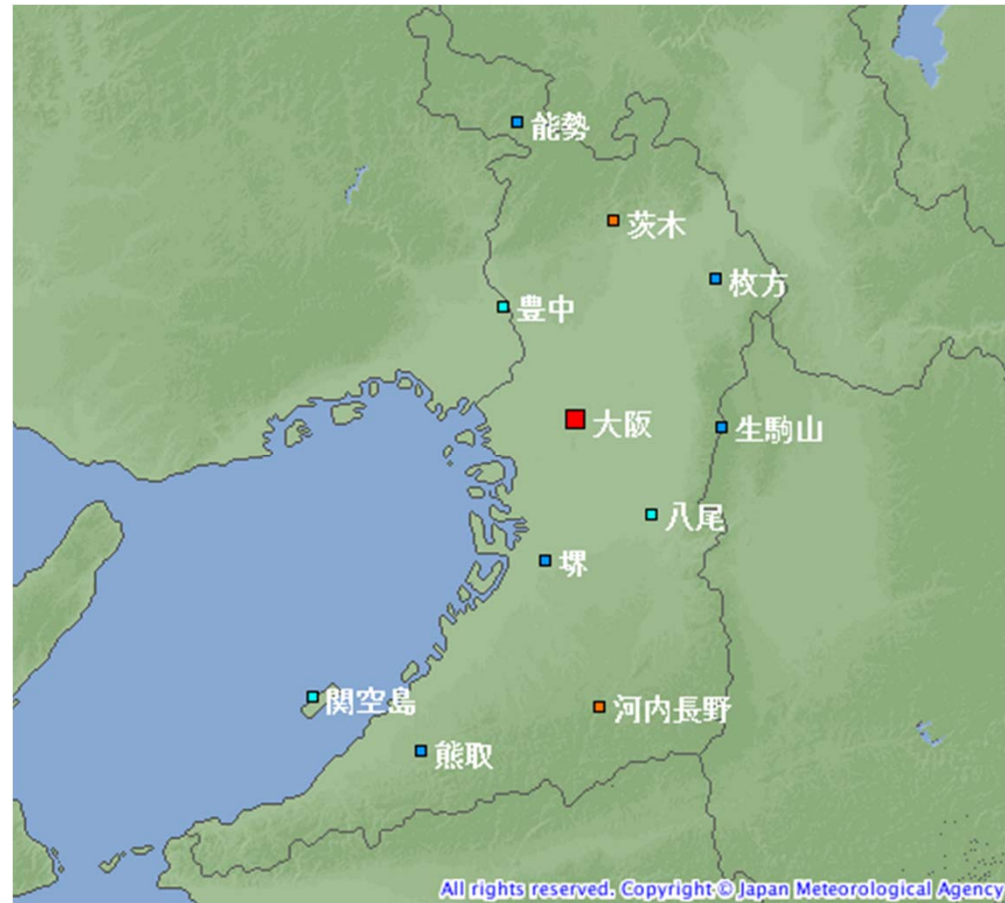 能勢
茨木
枚方
豊中
大阪
生駒山
八尾
堺
関空島
河内長野
熊取
All rights reserved. Copyright © Japan Meteorological Agency